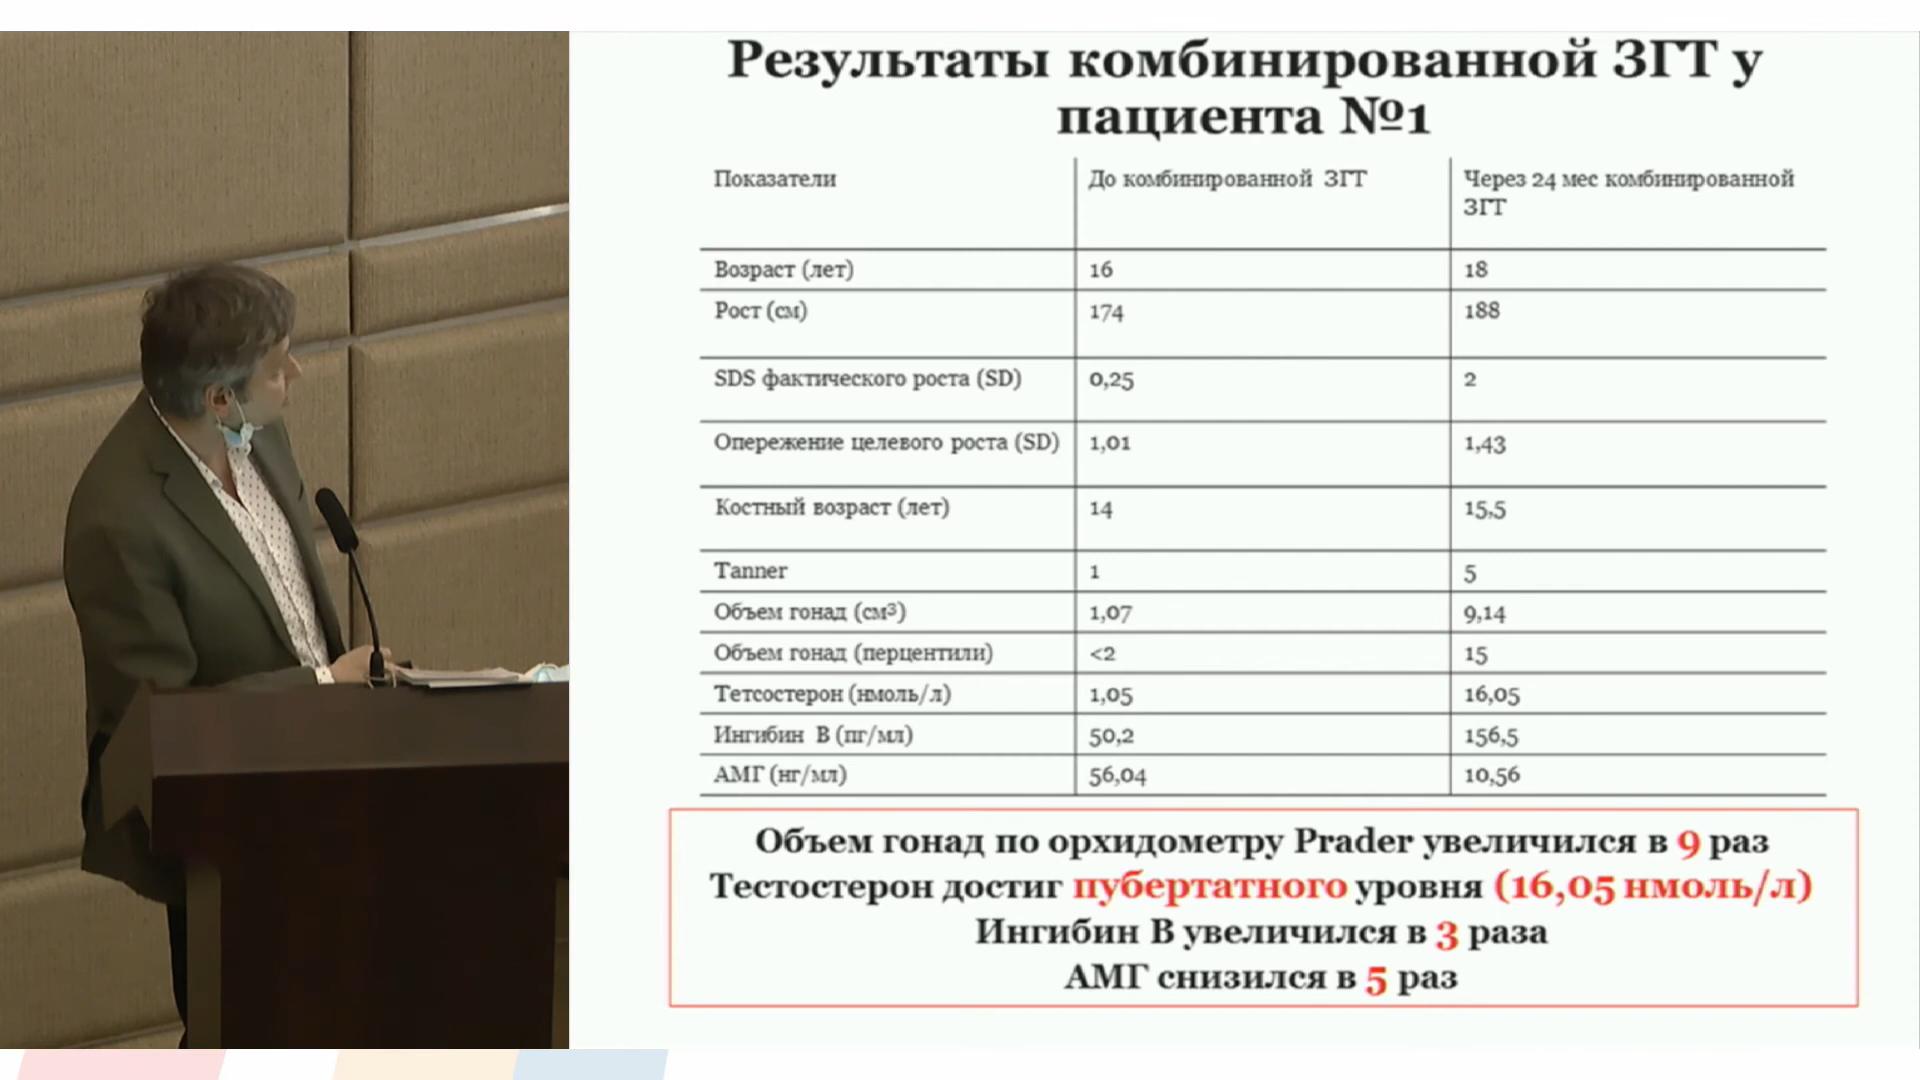 Результаты комбинированной ЗГТ у
пациента №1
Показатели До комбинированной ЗГТ Через 24 мес комбинированной
ЗГТ
Возраст (лет) 16 18
Рост (см) 174 188
SDS фактического роста (SD) 0,25 2
Опережение целевого роста (SD) 1,01 1,43
Костный возраст (лет) 14 15,5
Tanner 1 5
Объем гонад (см³) 1,07 9,14
Объем гонад (перцентили) <2 15
Тетсостерон (нмоль/л) 1,05 16,05
Ингибин В (пг/мл) 50,2 156,5
АМГ (нг/мл) 56,04 10,56
Объем гонад по орхидометру Prader увеличился в 9 раз
Тестостерон достиг пубертатного уровня (16,05 нмоль/л)
Ингибин В увеличился в 3 раза
АМГ снизился в 5 раз